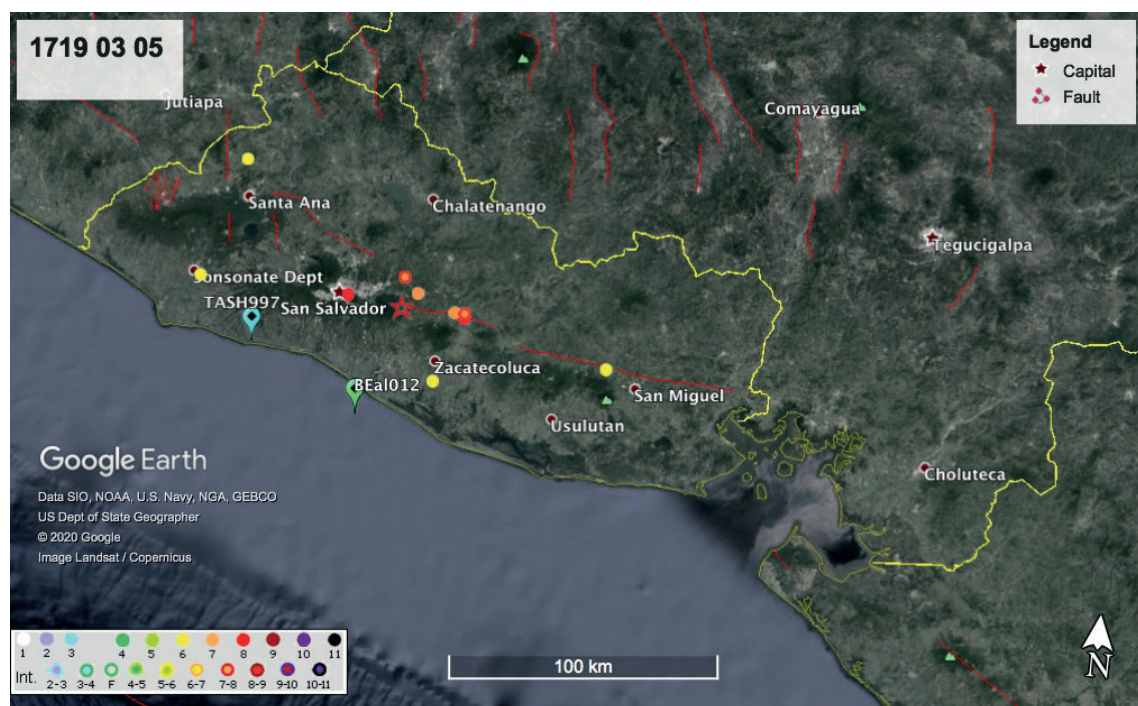 1719 03 05
Legend
Capital
Fault
Jutiapa
Comayagua
Santa Ana
Chalatenango
Tegucigalpa
Sonsonate Dept
TASH997
San Salvador
Zacatecoluca
BEal012
San Miguel
Usulutan
Choluteca
Google Earth
Data SIO, NOAA, U.S. Navy, NGA, GEBCO
US Dept of State Geographer
© 2020 Google
Image Landsat / Copernicus
1 2 3 4 5 6 7 8 9 10 11
Int. 2-3 3-4 F 4-5 5-6 6-7 7-8 8-9 9-10 10-11
100 km
N